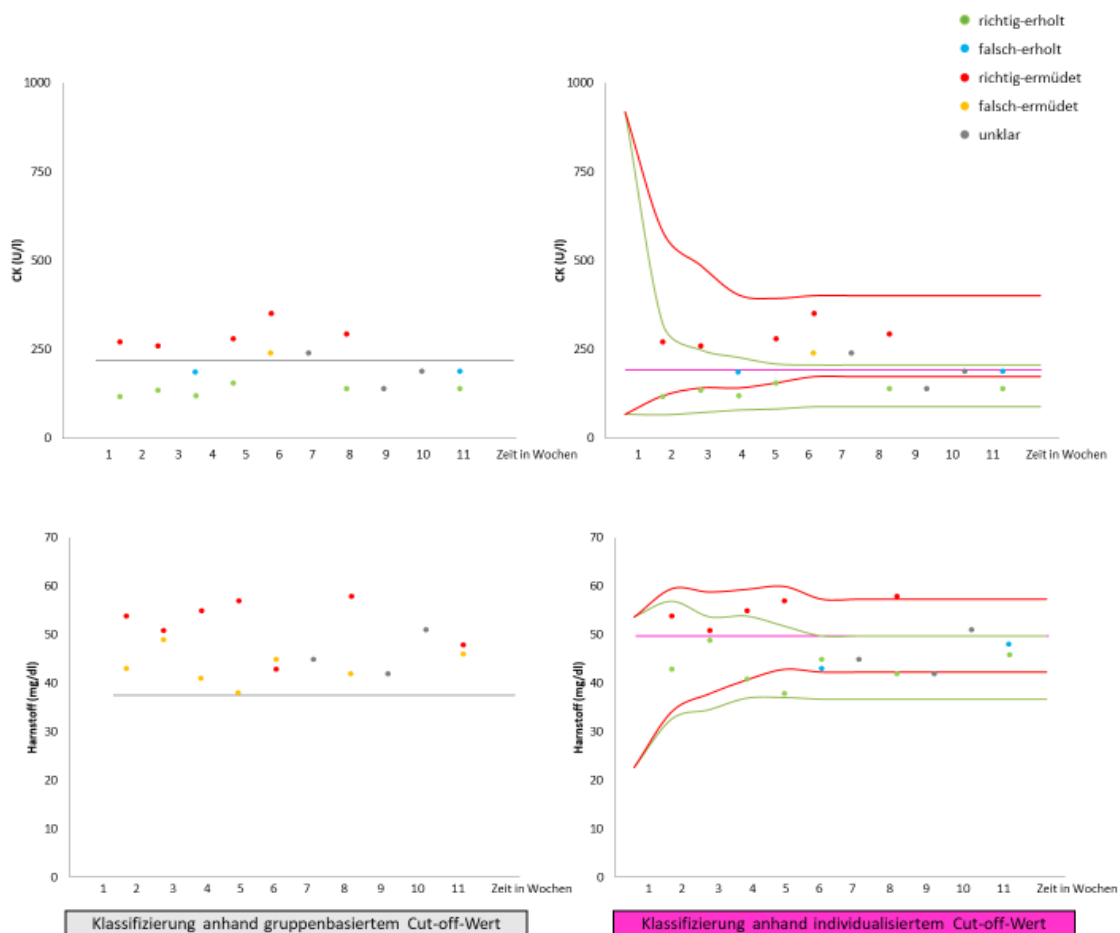 richtig-erholt
falsch-erholt
richtig-ermüdet
falsch-ermüdet
unklar
CK (U/l)
1000
750
500
250
0
1 2 3 4 5 6 7 8 9 10 11 Zeit in Wochen
CK (U/l)
1000
750
500
250
0
1 2 3 4 5 6 7 8 9 10 11 Zeit in Wochen
Harnstoff (mg/dl)
70
60
50
40
30
20
10
0
1 2 3 4 5 6 7 8 9 10 11 Zeit in Wochen
Harnstoff (mg/dl)
70
60
50
40
30
20
10
0
1 2 3 4 5 6 7 8 9 10 11 Zeit in Wochen
Klassifizierung anhand gruppenbasiertem Cut-off-Wert
Klassifizierung anhand individualisiertem Cut-off-Wert